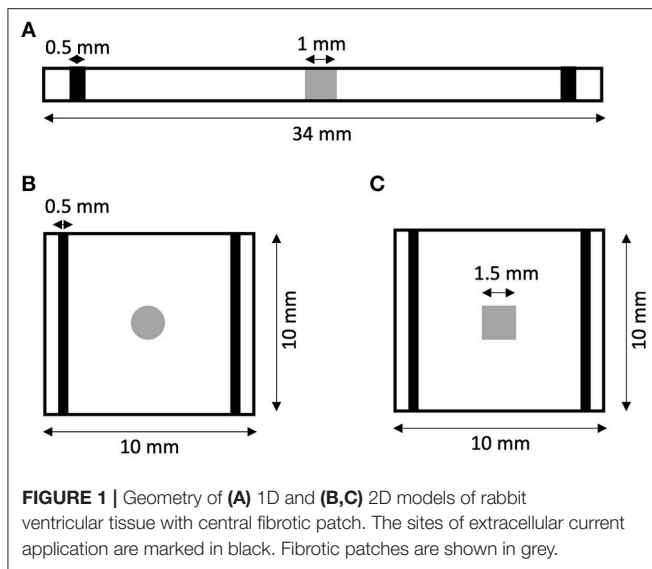 A
0.5 mm
1 mm
34 mm
B
0.5 mm
10 mm
10 mm
C
1.5 mm
10 mm
10 mm
FIGURE 1 | Geometry of (A) 1D and (B,C) 2D models of rabbit
ventricular tissue with central fibrotic patch. The sites of extracellular current
application are marked in black. Fibrotic patches are shown in grey.